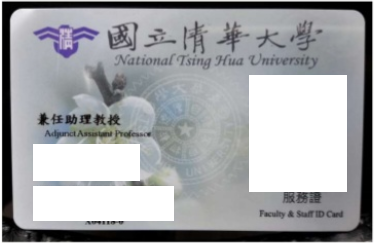 國立清華大學
National Tsing Hua University
兼任助理教授
Adjunct Assistant Professor
服務證
Faculty & Staff ID Card